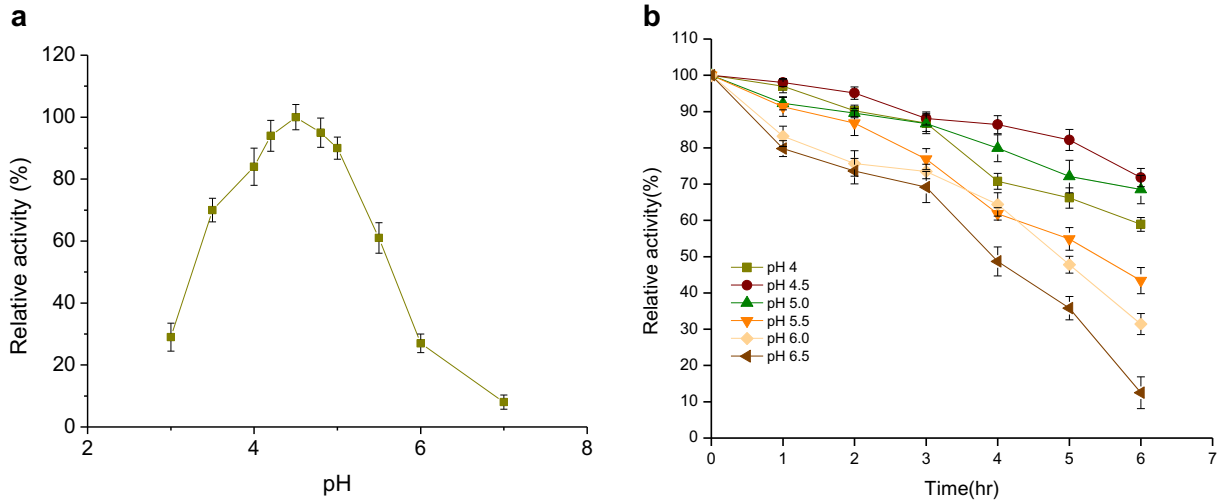 a
120
100
80
60
40
20
0
2
4
6
8
Relative activity (%)
pH
b
110
100
90
80
70
60
50
40
30
20
10
0
0
1
2
3
4
5
6
7
Relative activity(%)
Time(hr)
pH 4
pH 4.5
pH 5.0
pH 5.5
pH 6.0
pH 6.5